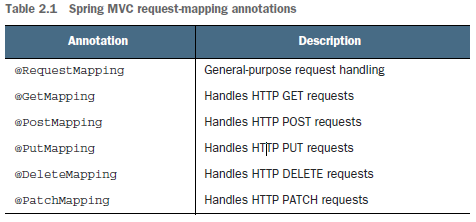 Table 2.1 Spring MVC request-mapping annotations
Annotation Description
@RequestMapping General-purpose request handling
@GetMapping Handles HTTP GET requests
@PostMapping Handles HTTP POST requests
@PutMapping Handles HTTP PUT requests
@DeleteMapping Handles HTTP DELETE requests
@PatchMapping Handles HTTP PATCH requests